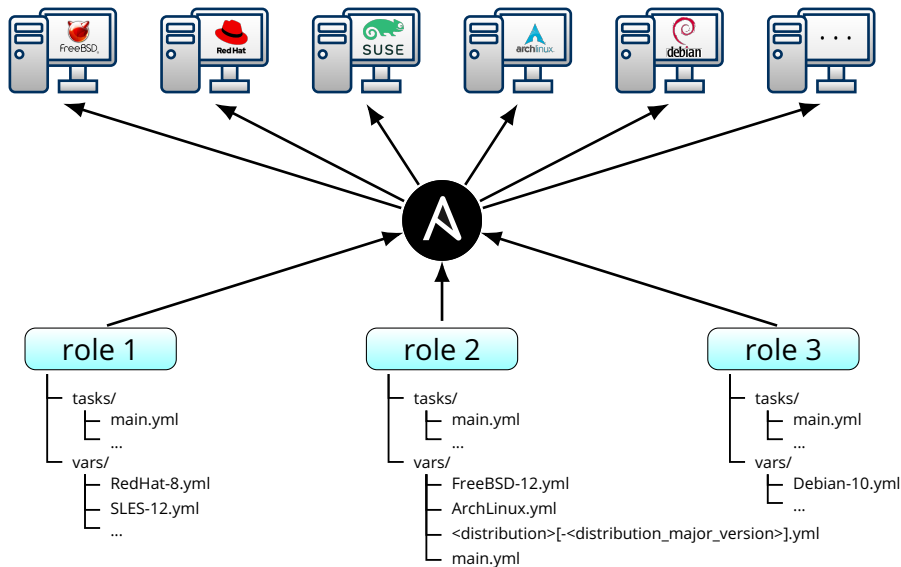 FreeBSD
Red Hat
SUSE
archlinux
debian
...
role 1
tasks/
main.yml
...
vars/
RedHat-8.yml
SLES-12.yml
...
role 2
tasks/
main.yml
...
vars/
FreeBSD-12.yml
ArchLinux.yml
<distribution>[-<distribution_major_version>].yml
main.yml
role 3
tasks/
main.yml
...
vars/
Debian-10.yml
...